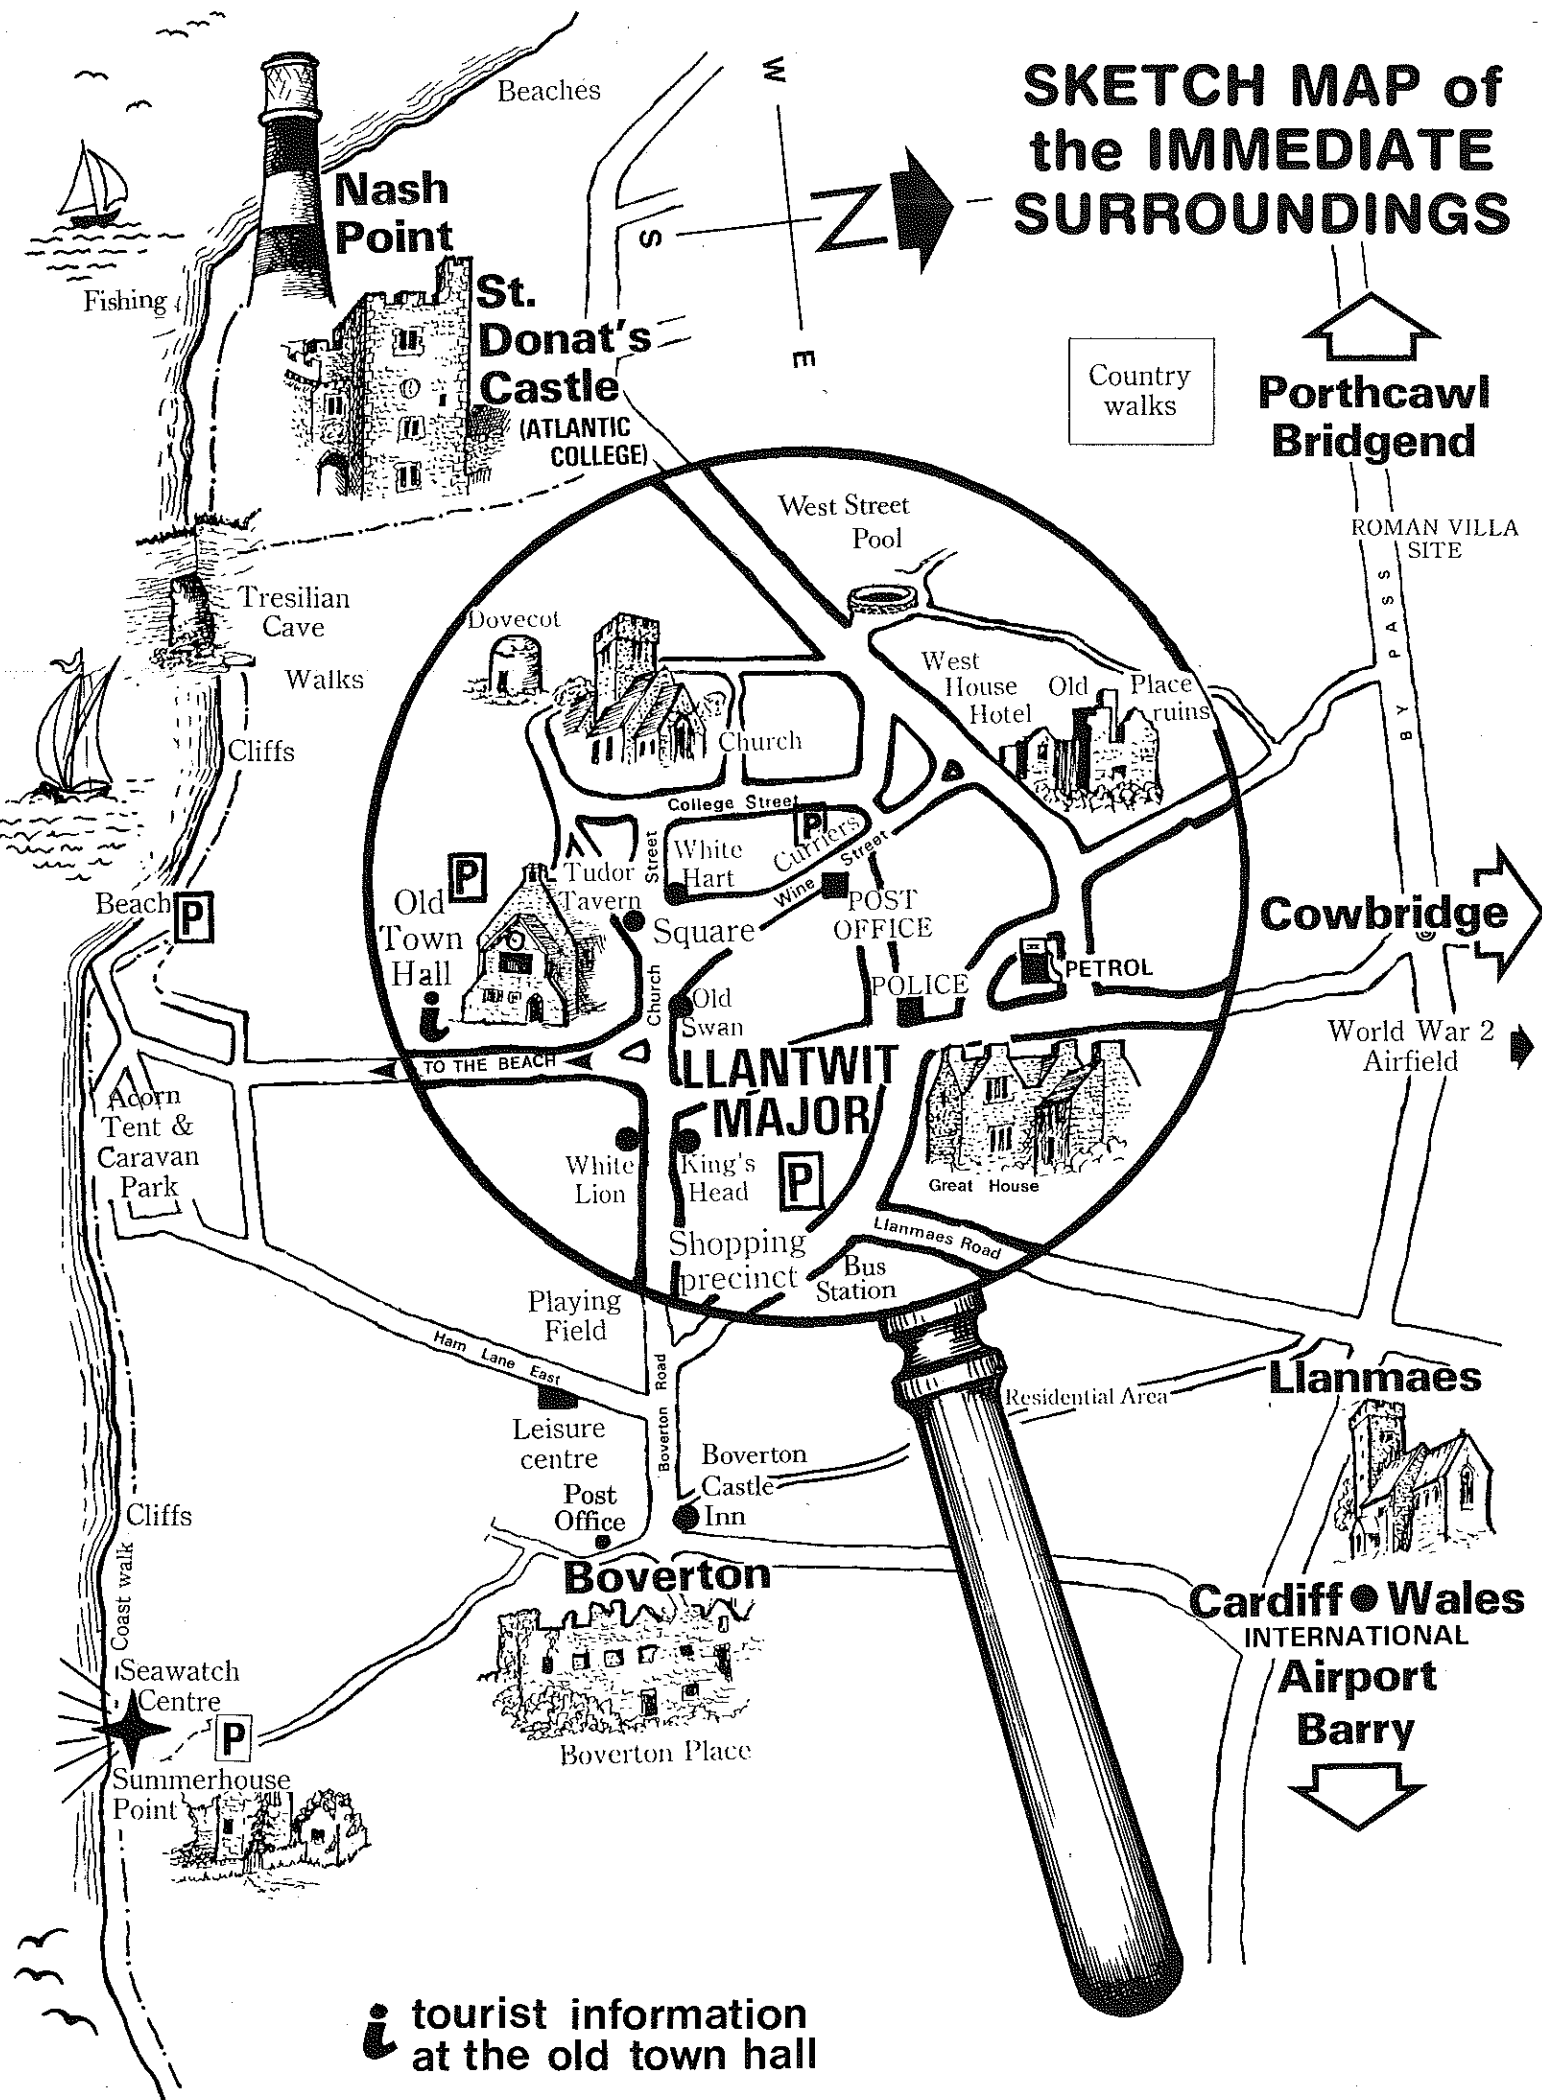 SKETCH MAP of
the IMMEDIATE
SURROUNDINGS
W
N
S
E
Beaches
Nash
Point
Fishing
St.
Donat's
Castle
(ATLANTIC
COLLEGE)
Country
walks
Porthcawl
Bridgend
ROMAN VILLA
SITE
BY PASS
West Street
Pool
Tresilian
Cave
Walks
Cliffs
Dovecot
Church
West
House
Hotel
Old Place
ruins
College Street
P
Curriers
White
Hart
Street
Tudor
Tavern
Wine Street
POST
OFFICE
Square
P
Old
Town
Hall
i
Beach
P
Cowbridge
PETROL
POLICE
Church
Old
Swan
World War 2
Airfield
TO THE BEACH
LLANTWIT
MAJOR
Acorn
Tent &
Caravan
Park
White
Lion
King's
Head
P
Great House
Llanmaes Road
Shopping
precinct
Bus
Station
Playing
Field
Ham Lane East
Boverton Road
Leisure
centre
Residential Area
Llanmaes
Boverton
Castle
Inn
Post
Office
Boverton
Cliffs
Coast walk
Cardiff Wales
INTERNATIONAL
Airport
Barry
Seawatch
Centre
P
Boverton Place
Summerhouse
Point
i tourist information
at the old town hall